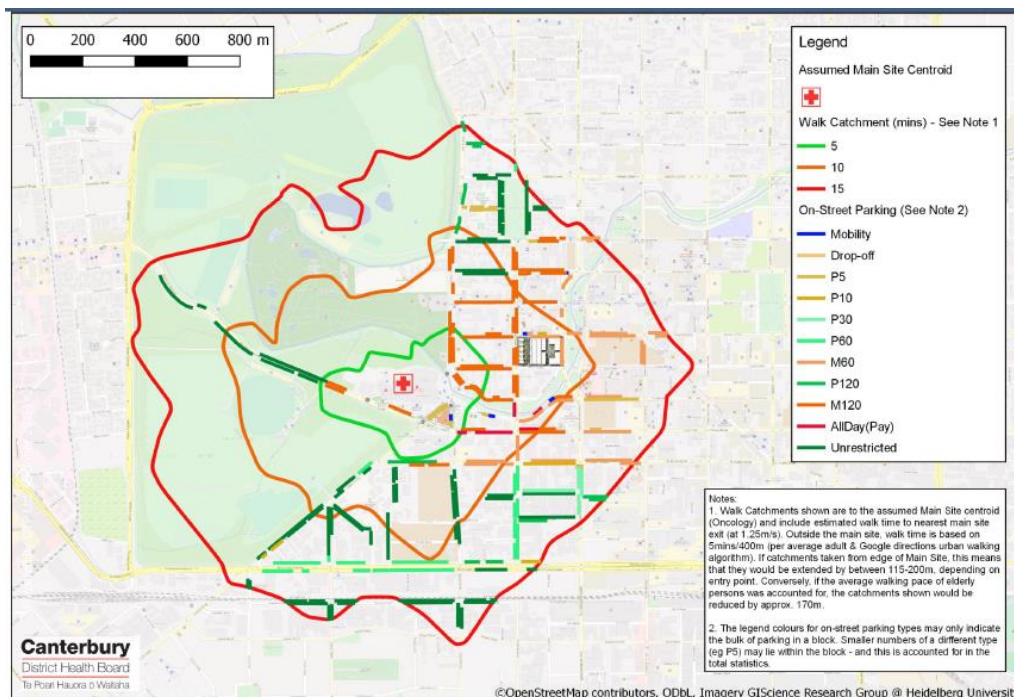 0 200 400 600 800 m
Legend
Assumed Main Site Centroid
Walk Catchment (mins) - See Note 1
5
10
15
On-Street Parking (See Note 2)
Mobility
Drop-off
P5
P10
P30
P60
M60
P120
M120
AllDay(Pay)
Unrestricted
Notes:
1. Walk Catchments shown are to the assumed Main Site centroid
(Oncology) and include estimated walk time to nearest main site
exit (at 1.25m/s). Outside the main site, walk time is based on
5mins/400m (per average adult & Google directions urban walking
algorithm). If catchments taken from edge of Main Site, this means
that they would be extended by between 115-200m, depending on
entry point. Conversely, if the average walking pace of elderly
persons was accounted for, the catchments shown would be
reduced by approx. 170m.
2. The legend colours for on-street parking types may only indicate
the bulk of parking in a block. Smaller numbers of a different type
(eg P5) may lie within the block - and this is accounted for in the
total statistics.
Canterbury
District Health Board
Te Poari Hauora ō Waitaha
©OpenStreetMap contributors, ODbL, Imagery GIScience Research Group @ Heidelberg Universit